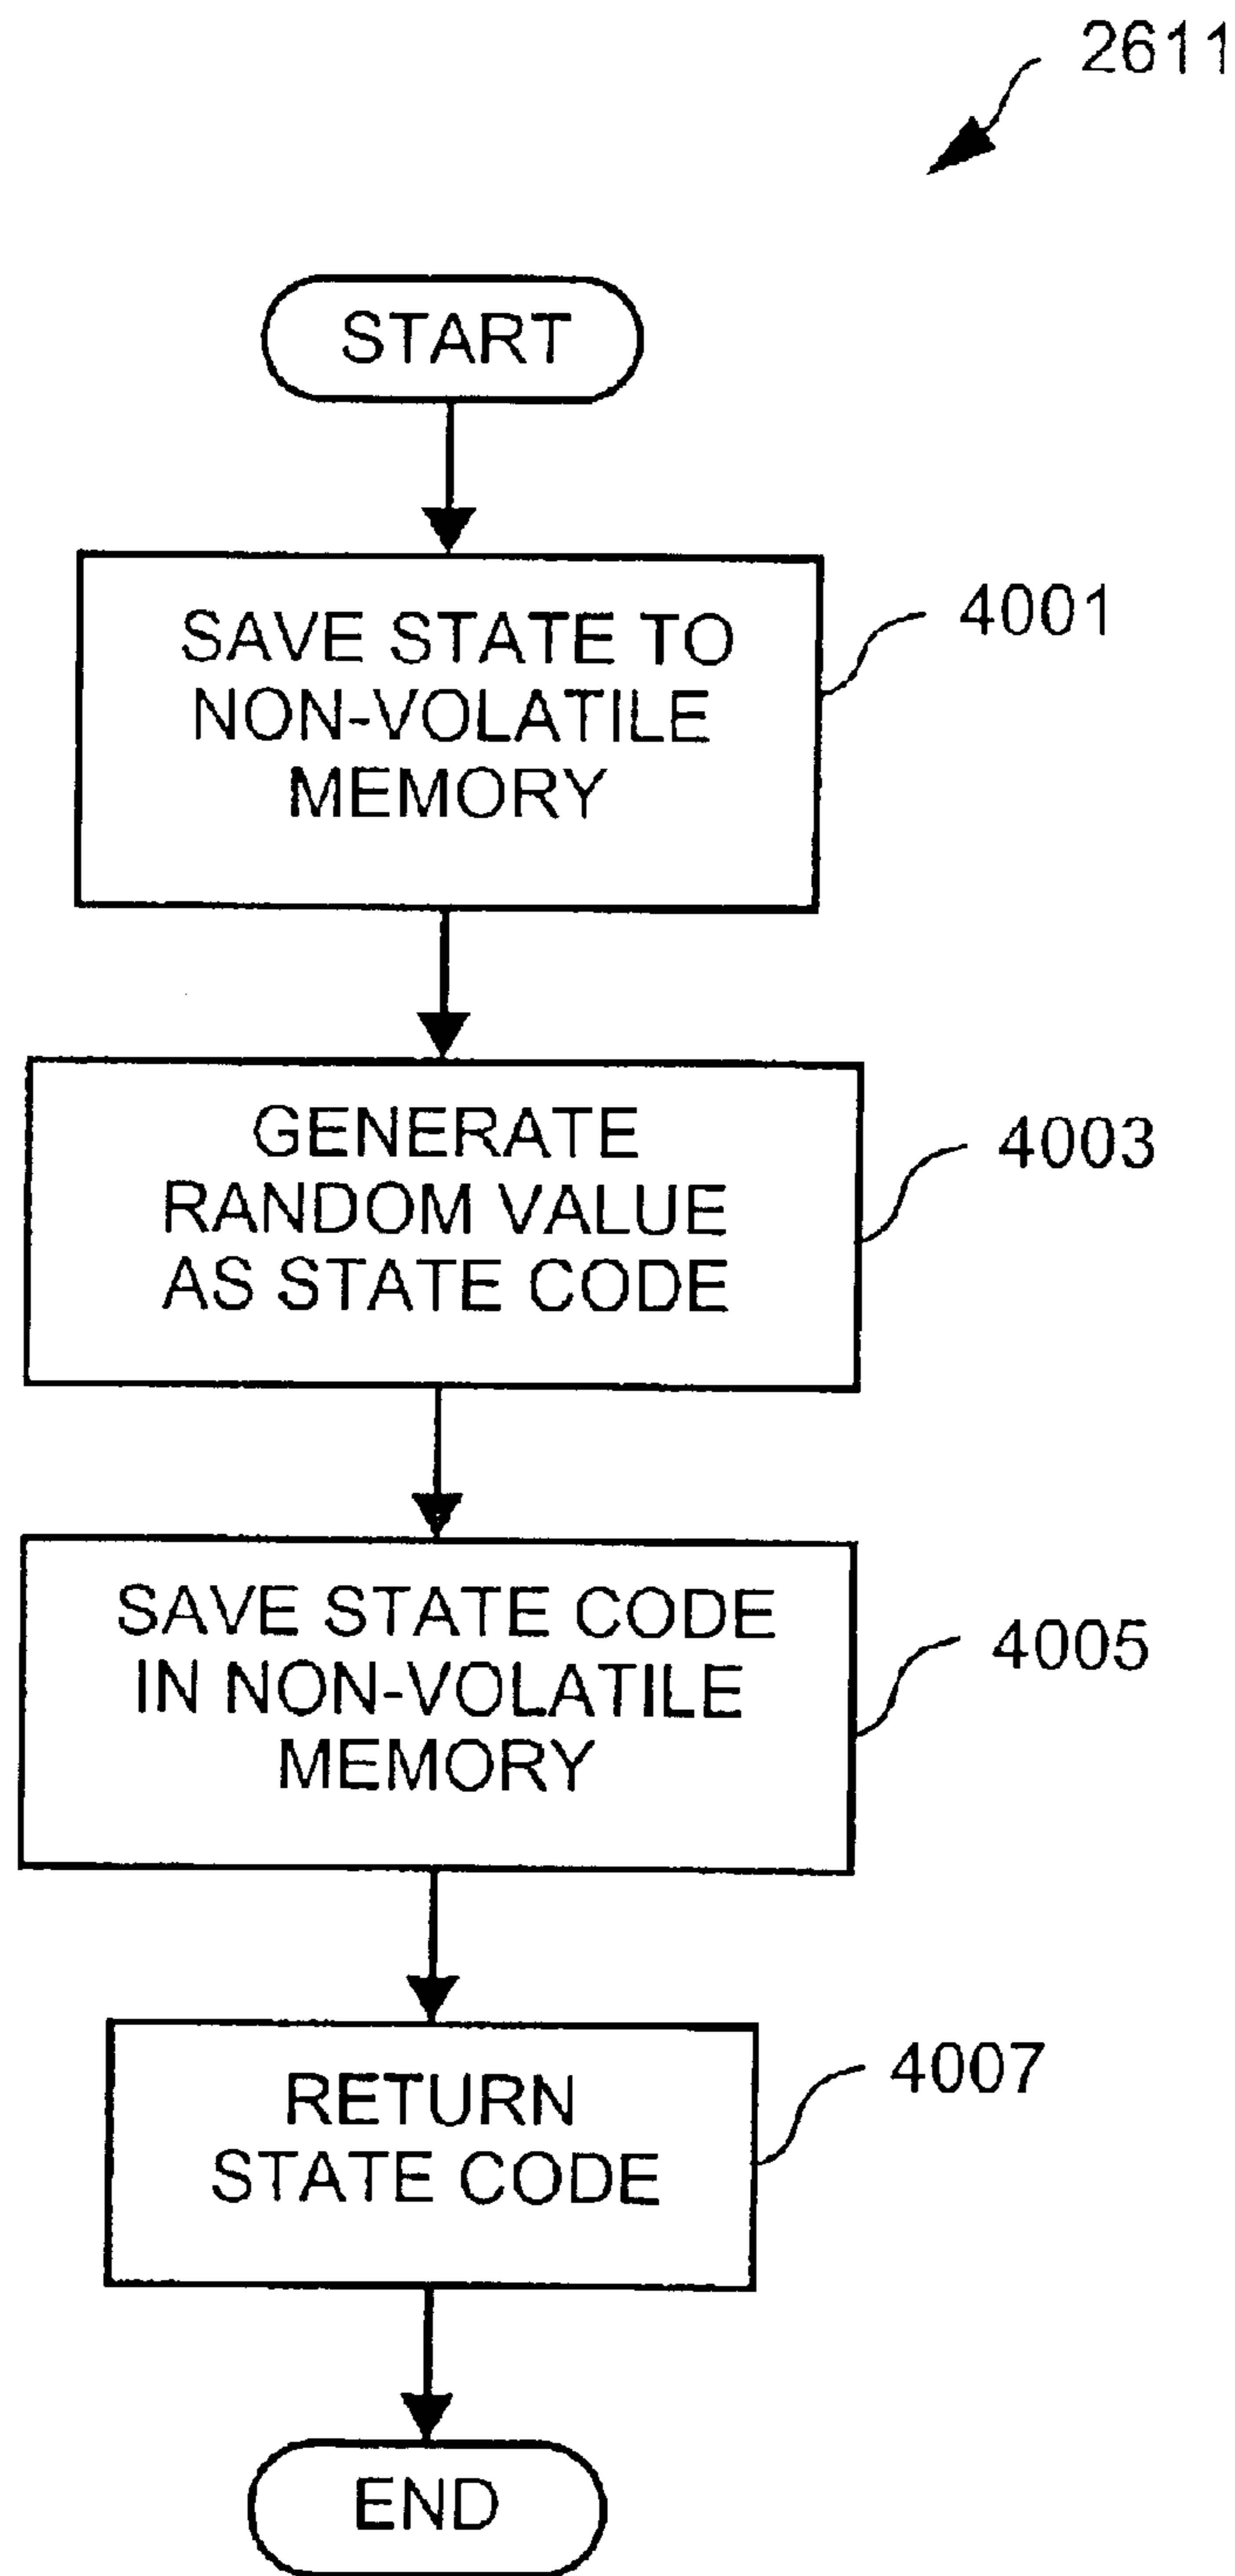 2611
START
SAVE STATE TO
NON-VOLATILE
MEMORY
4001
GENERATE
RANDOM VALUE
AS STATE CODE
4003
SAVE STATE CODE
IN NON-VOLATILE
MEMORY
4005
RETURN
STATE CODE
4007
END